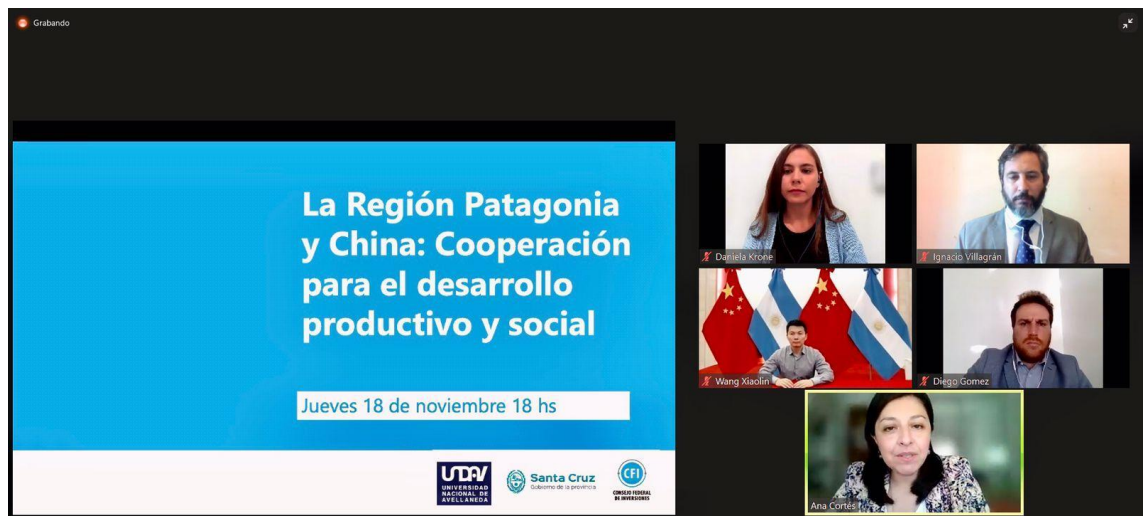 Grabando
La Región Patagonia
y China: Cooperación
para el desarrollo
productivo y social
Jueves 18 de noviembre 18 hs
UNDAV
UNIVERSIDAD
NACIONAL DE
AVELLANEDA
Santa Cruz
Gobierno de la provincia
CFI
CONSEJO FEDERAL
DE INVERSIONES
Daniela Krone
Ignacio Villagrán
Wang Xiaolin
Diego Gomez
Ana Cortés